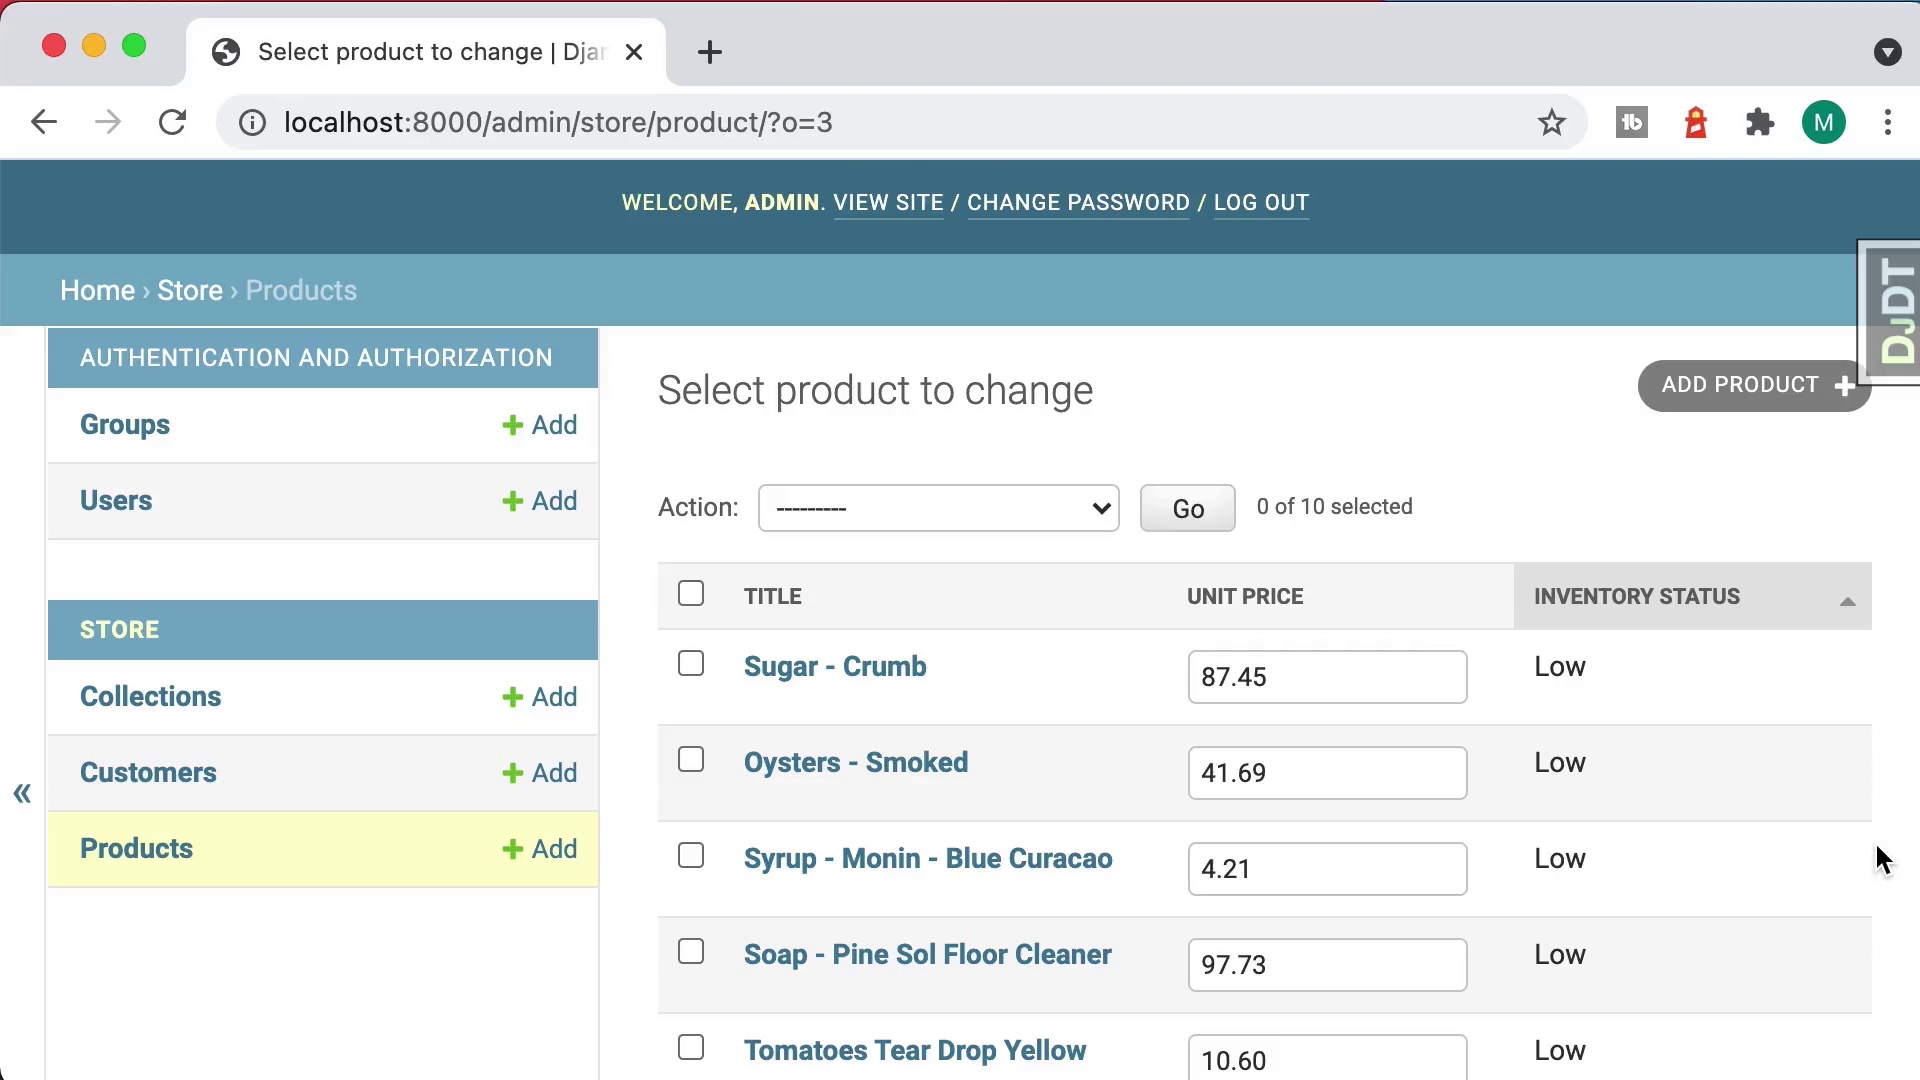 Select product to change | Djan
localhost:8000/admin/store/product/?o=3
M
WELCOME, ADMIN. VIEW SITE / CHANGE PASSWORD / LOG OUT
DJDT
Home › Store › Products
AUTHENTICATION AND AUTHORIZATION
Groups + Add
Users + Add
STORE
Collections + Add
Customers + Add
Products + Add
«
Select product to change
ADD PRODUCT +
Action: --------- Go 0 of 10 selected
TITLE UNIT PRICE INVENTORY STATUS
Sugar - Crumb 87.45 Low
Oysters - Smoked 41.69 Low
Syrup - Monin - Blue Curacao 4.21 Low
Soap - Pine Sol Floor Cleaner 97.73 Low
Tomatoes Tear Drop Yellow 10.60 Low